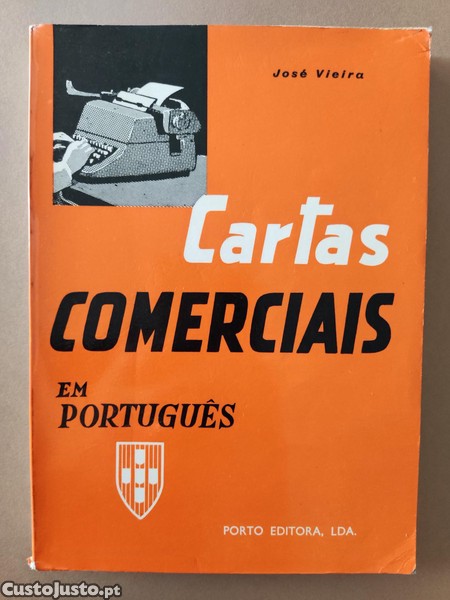 José Vieira
Cartas
COMERCIAIS
EM
PORTUGUÊS
PORTO EDITORA, LDA.
CustoJusto.pt